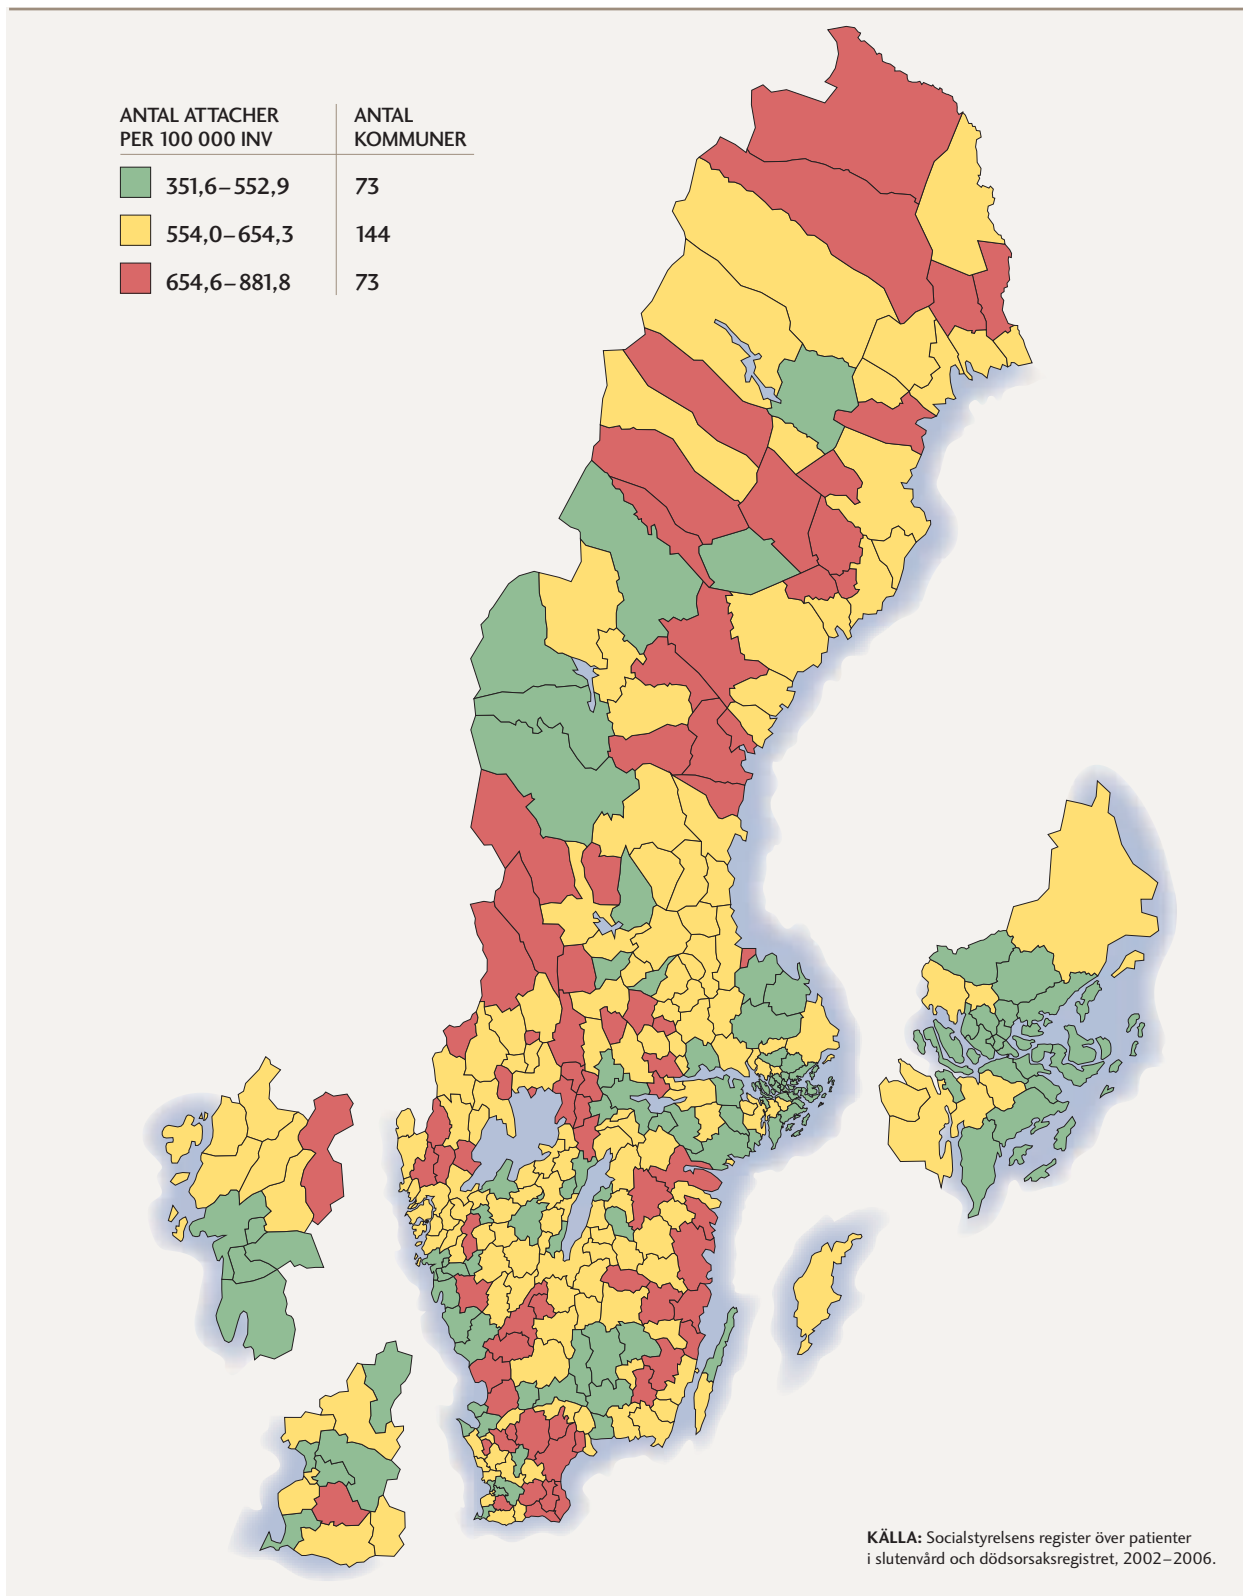 ANTAL ATTACHER
PER 100 000 INV
ANTAL
KOMMUNER
351,6–552,9 73
554,0–654,3 144
654,6–881,8 73
KÄLLA: Socialstyrelsens register över patienter
i slutenvård och dödsorsaksregistret, 2002–2006.